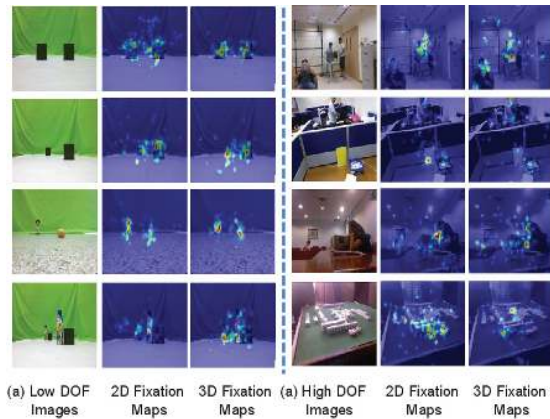 (a) Low DOF Images
2D Fixation Maps
3D Fixation Maps
(a) High DOF Images
2D Fixation Maps
3D Fixation Maps